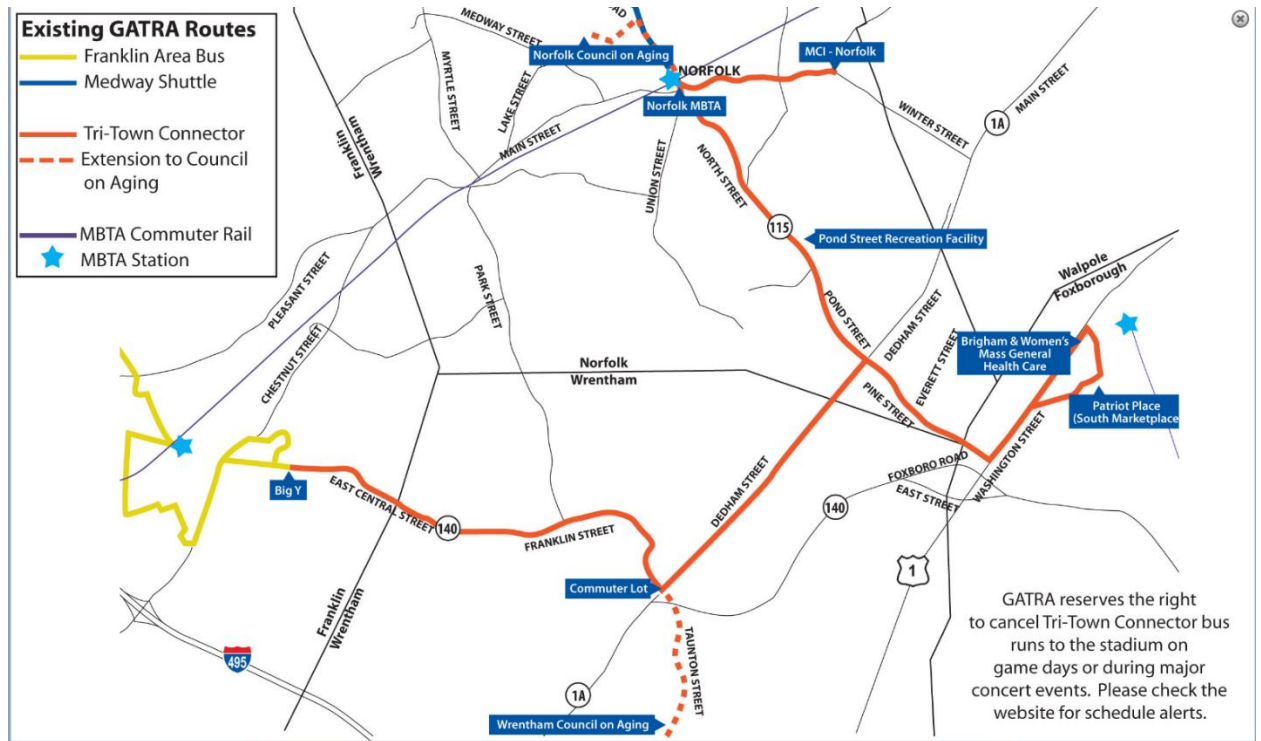 Existing GATRA Routes
Franklin Area Bus
Medway Shuttle
Tri-Town Connector
Extension to Council
on Aging
MBTA Commuter Rail
MBTA Station
MEDWAY STREET
Norfolk Council on Aging
NORFOLK
MCI - Norfolk
Norfolk MBTA
MYRTLE STREET
LAKE STREET
MAIN STREET
1A
MAIN STREET
WINTER STREET
Franklin
Wrentham
UNION STREET
NORTH STREET
115
Pond Street Recreation Facility
PLEASANT STREET
PARK STREET
POND STREET
DEDHAM STREET
Walpole
Foxborough
CHESTNUT STREET
Norfolk
Wrentham
EVERETT STREET
Brigham & Women's
Mass General
Health Care
PINE STREET
Patriot Place
(South Marketplace
WASHINGTON STREET
FOXBORO ROAD
EAST STREET
Big Y
EAST CENTRAL STREET
140
FRANKLIN STREET
DEDHAM STREET
140
1
Commuter Lot
Franklin
Wrentham
495
TAUNTON STREET
1A
Wrentham Council on Aging
GATRA reserves the right
to cancel Tri-Town Connector bus
runs to the stadium on
game days or during major
concert events. Please check the
website for schedule alerts.